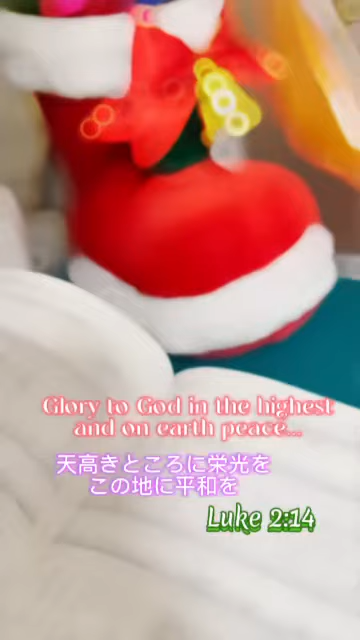 Glory to God in the highest
and on earth peace...
天高きところに栄光を
この地に平和を
Luke 2:14